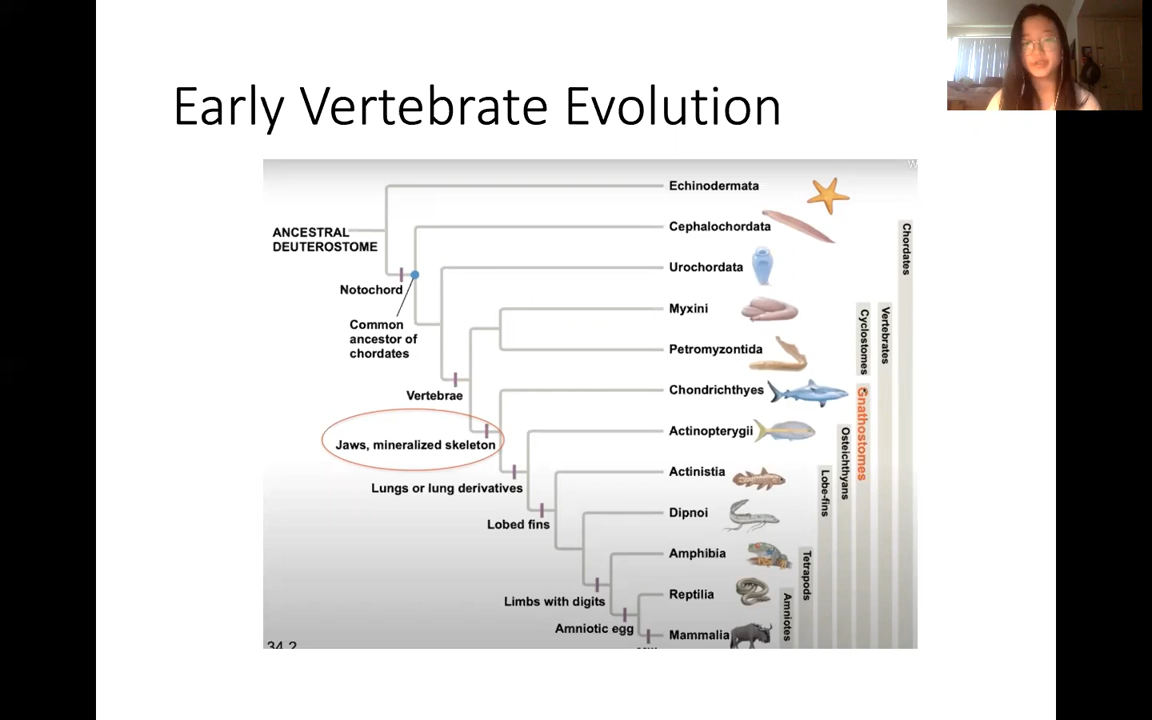 Early Vertebrate Evolution
W
Echinodermata
ANCESTRAL
DEUTEROSTOME
Cephalochordata
Chordates
Urochordata
Notochord
Common
ancestor of
chordates
Myxini
Cyclostomes
Vertebrates
Petromyzontida
Vertebrae
Chondrichthyes
Gnathostomes
Jaws, mineralized skeleton
Actinopterygii
Osteichthyans
Lungs or lung derivatives
Actinistia
Lobe-fins
Lobed fins
Dipnoi
Amphibia
Tetrapods
Limbs with digits
Reptilia
Amniotes
Amniotic egg
Mammalia
34.2